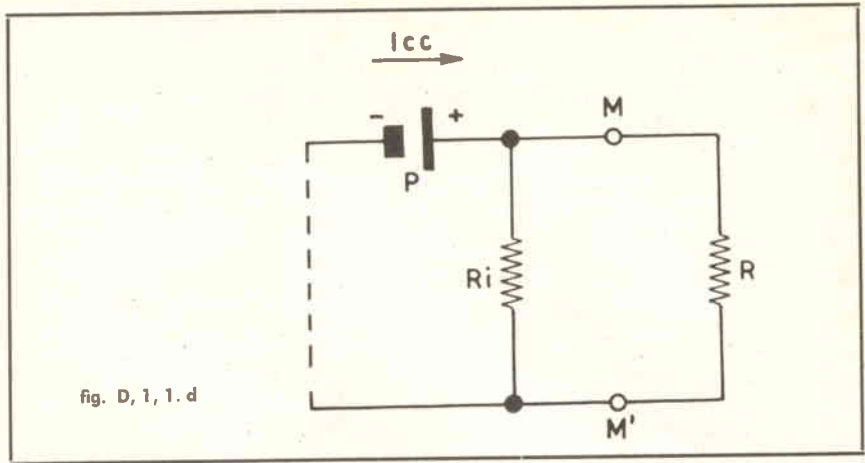 Icc
- +
P
M
Ri
R
M'
fig. D, 1, 1. d